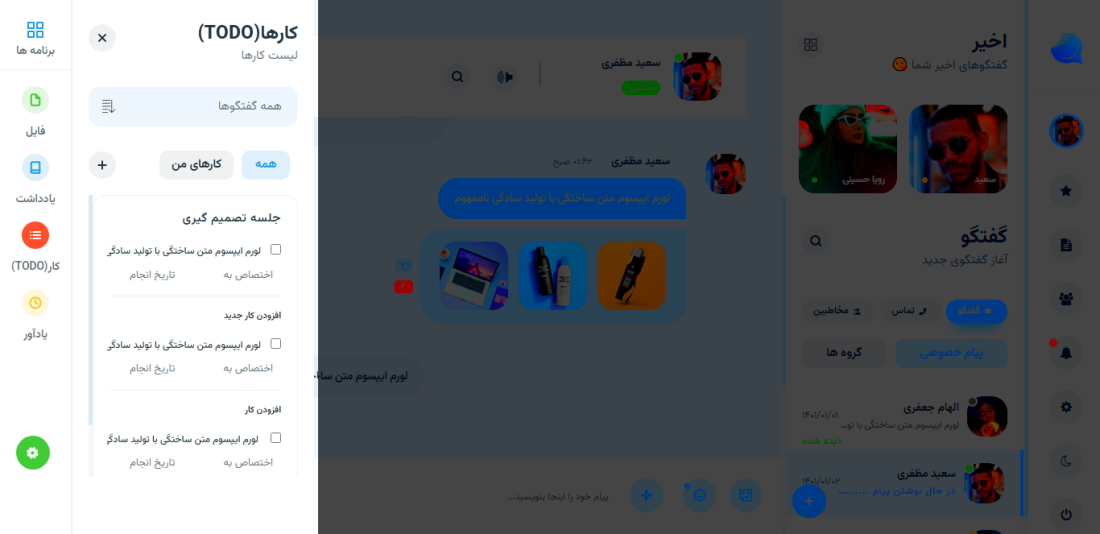 اخیر
گفتگوهای اخیر شما
سعید
رویا حسینی
گفتگو
آغاز گفتگوی جدید
گفتگو
تماس
مخاطبین
پیام خصوصی
گروه ها
الهام جعفری
۱۴۰۱/۰۱/۰۱
لورم ایپسوم متن ساختگی با تو...
دیده شده
سعید مظفری
۱۴۰۱/۰۱/۰۲
در حال نوشتن پیام ..........
سعید مظفری
سعید مظفری
۰۱:۴۲ صبح
لورم ایپسوم متن ساختگی با تولید سادگی نامفهوم
لورم ایپسوم متن ساخ
پیام خود را اینجا بنویسید...
کارها(TODO)
لیست کارها
همه گفتگوها
همه
کارهای من
جلسه تصمیم گیری
لورم ایپسوم متن ساختگی با تولید سادگی
اختصاص به
تاریخ انجام
افزودن کار جدید
لورم ایپسوم متن ساختگی با تولید سادگی
اختصاص به
تاریخ انجام
افزودن کار
لورم ایپسوم متن ساختگی با تولید سادگی
اختصاص به
تاریخ انجام
برنامه ها
فایل
یادداشت
کار(TODO)
یادآور